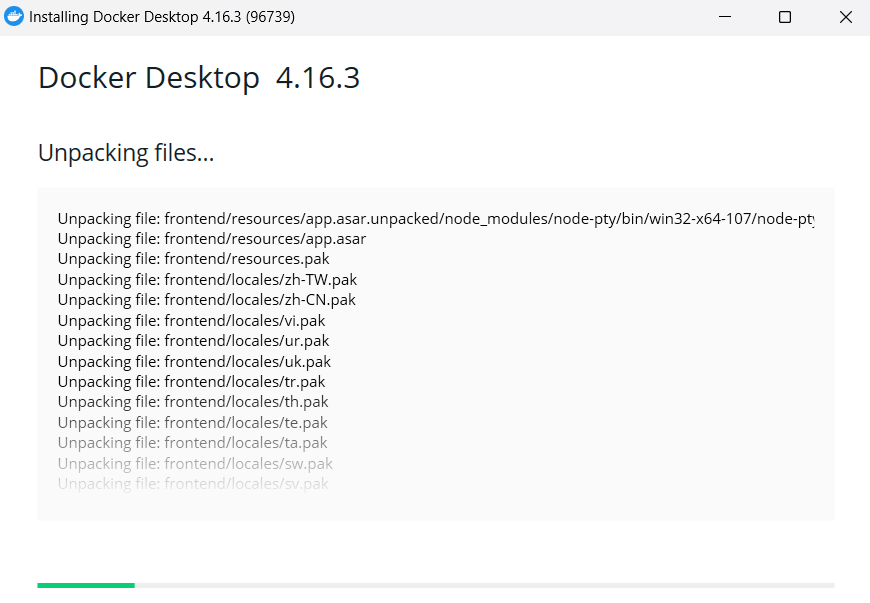 Installing Docker Desktop 4.16.3 (96739)
Docker Desktop 4.16.3
Unpacking files...
Unpacking file: frontend/resources/app.asar.unpacked/node_modules/node-pty/bin/win32-x64-107/node-pty
Unpacking file: frontend/resources/app.asar
Unpacking file: frontend/resources.pak
Unpacking file: frontend/locales/zh-TW.pak
Unpacking file: frontend/locales/zh-CN.pak
Unpacking file: frontend/locales/vi.pak
Unpacking file: frontend/locales/ur.pak
Unpacking file: frontend/locales/uk.pak
Unpacking file: frontend/locales/tr.pak
Unpacking file: frontend/locales/th.pak
Unpacking file: frontend/locales/te.pak
Unpacking file: frontend/locales/ta.pak
Unpacking file: frontend/locales/sw.pak
Unpacking file: frontend/locales/sv.pak